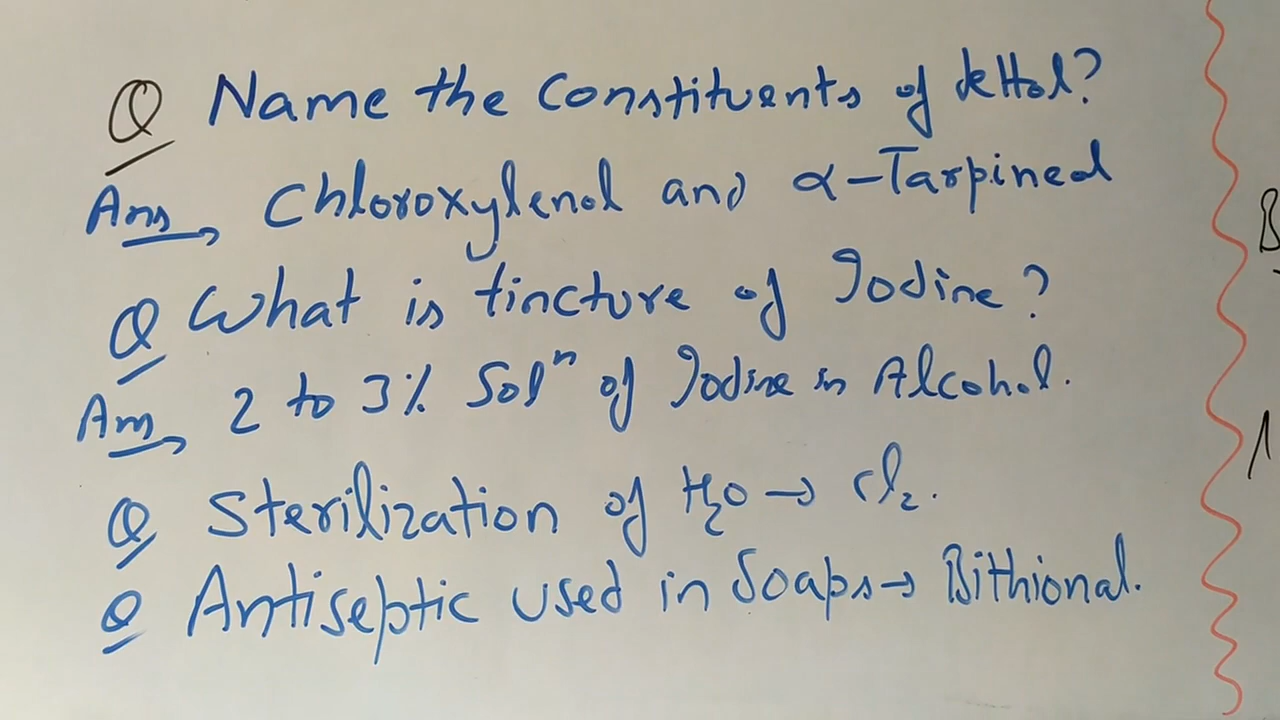 Q Name the constituents of dettol?
Ans, Chloroxylenol and α-Tarpineol
Q What is tincture of Iodine?
Ans, 2 to 3% Solⁿ of Iodine in Alcohol.
Q Sterilization of H₂O → Cl₂.
Q Antiseptic used in Soaps → Bithional.